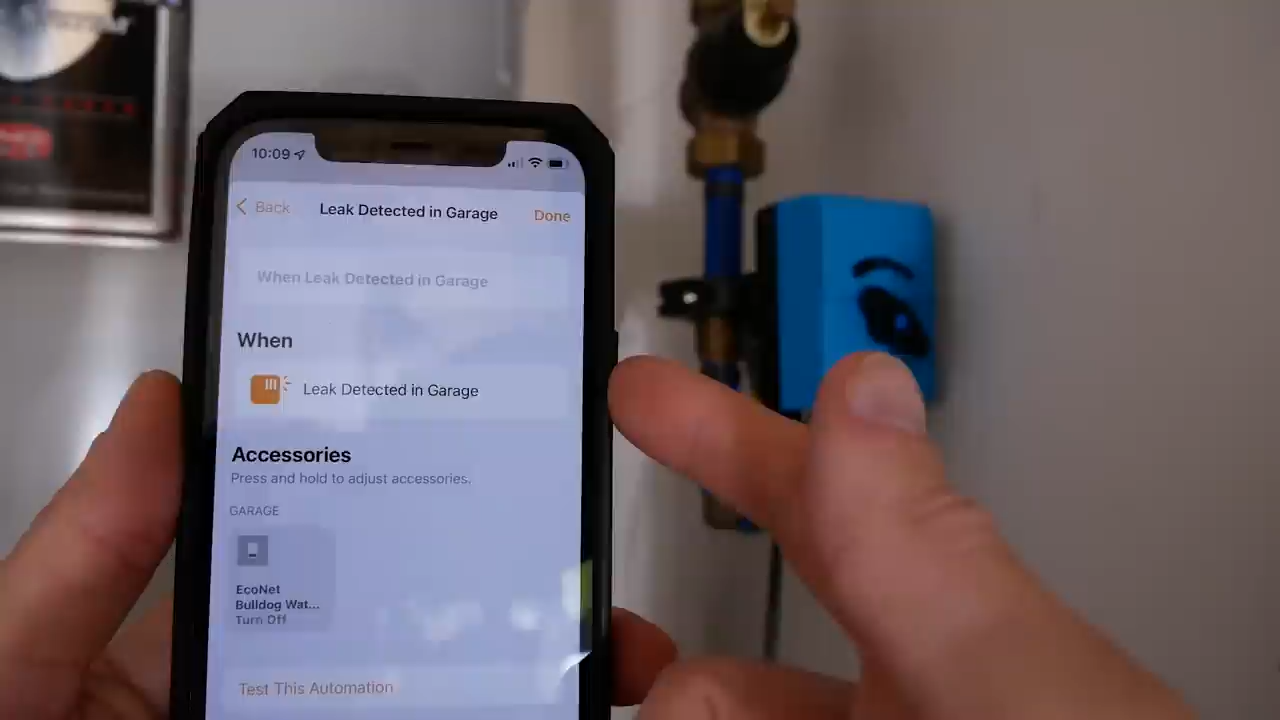 10:09
Back
Leak Detected in Garage
Done
When Leak Detected in Garage
When
Leak Detected in Garage
Accessories
Press and hold to adjust accessories.
GARAGE
EcoNet
Bulldog Wat...
Turn Off
Test This Automation